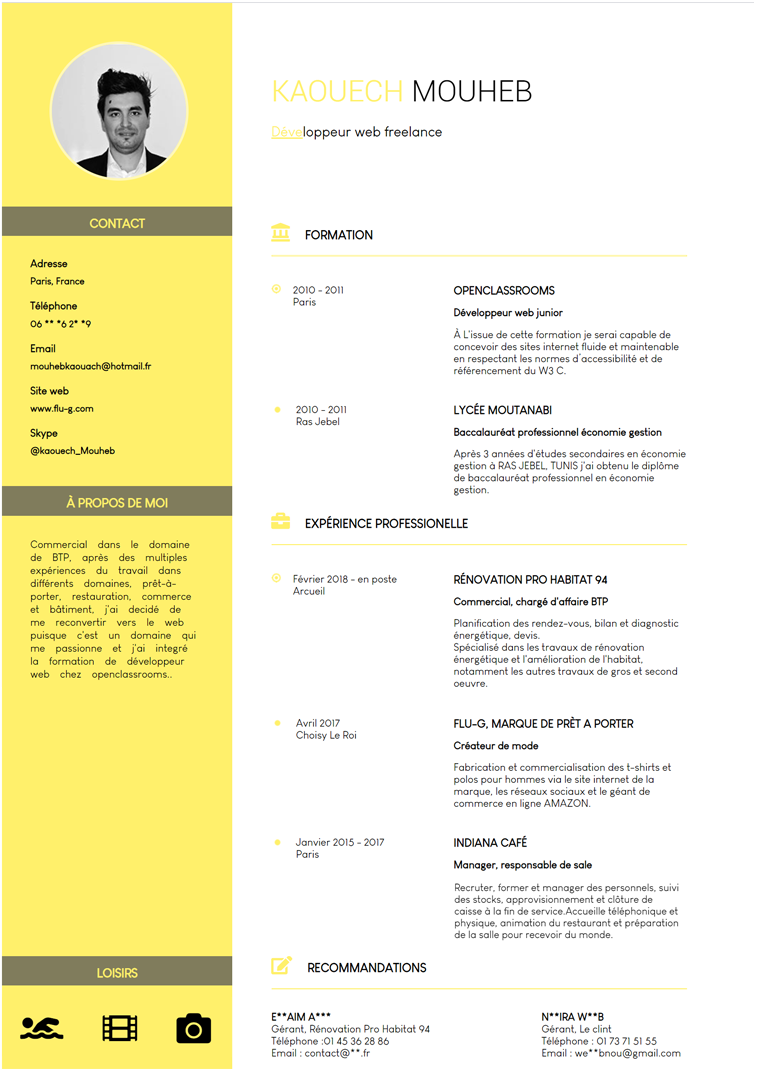 KAOUECH MOUHEB
Développeur web freelance
CONTACT
Adresse
Paris, France
Téléphone
06 ** *6 2* *9
Email
mouhebkaouach@hotmail.fr
Site web
www.flu-g.com
Skype
@kaouech_Mouheb
À PROPOS DE MOI
Commercial dans le domaine
de BTP, après des multiples
expériences du travail dans
différents domaines, prêt-à-
porter, restauration, commerce
et bâtiment, j'ai décidé de
me reconvertir vers le web
puisque c'est un domaine qui
me passionne et j'ai integré
la formation de développeur
web chez openclassrooms..
LOISIRS
FORMATION
2010 - 2011
Paris
OPENCLASSROOMS
Développeur web junior
À L'issue de cette formation je serai capable de
concevoir des sites internet fluide et maintenable
en respectant les normes d'accessibilité et de
référencement du W3 C.
2010 - 2011
Ras Jebel
LYCÉE MOUTANABI
Baccalauréat professionnel économie gestion
Après 3 années d'études secondaires en économie
gestion à RAS JEBEL, TUNIS j'ai obtenu le diplôme
de baccalauréat professionnel en économie
gestion.
EXPÉRIENCE PROFESSIONELLE
Février 2018 - en poste
Arcueil
RÉNOVATION PRO HABITAT 94
Commercial, chargé d'affaire BTP
Planification des rendez-vous, bilan et diagnostic
énergétique, devis.
Spécialisé dans les travaux de rénovation
énergétique et l'amélioration de l'habitat,
notamment les autres travaux de gros et second
oeuvre.
Avril 2017
Choisy Le Roi
FLU-G, MARQUE DE PRÊT A PORTER
Créateur de mode
Fabrication et commercialisation des t-shirts et
polos pour hommes via le site internet de la
marque, les réseaux sociaux et le géant de
commerce en ligne AMAZON.
Janvier 2015 - 2017
Paris
INDIANA CAFÉ
Manager, responsable de sale
Recruter, former et manager des personnels, suivi
des stocks, approvisionnement et clôture de
caisse à la fin de service.Accueille téléphonique et
physique, animation du restaurant et préparation
de la salle pour recevoir du monde.
RECOMMANDATIONS
E**AIM A***
Gérant, Rénovation Pro Habitat 94
Téléphone :01 45 36 28 86
Email : contact@**.fr
N**IRA W**B
Gérant, Le clint
Téléphone : 01 73 71 51 55
Email : we**bnou@gmail.com